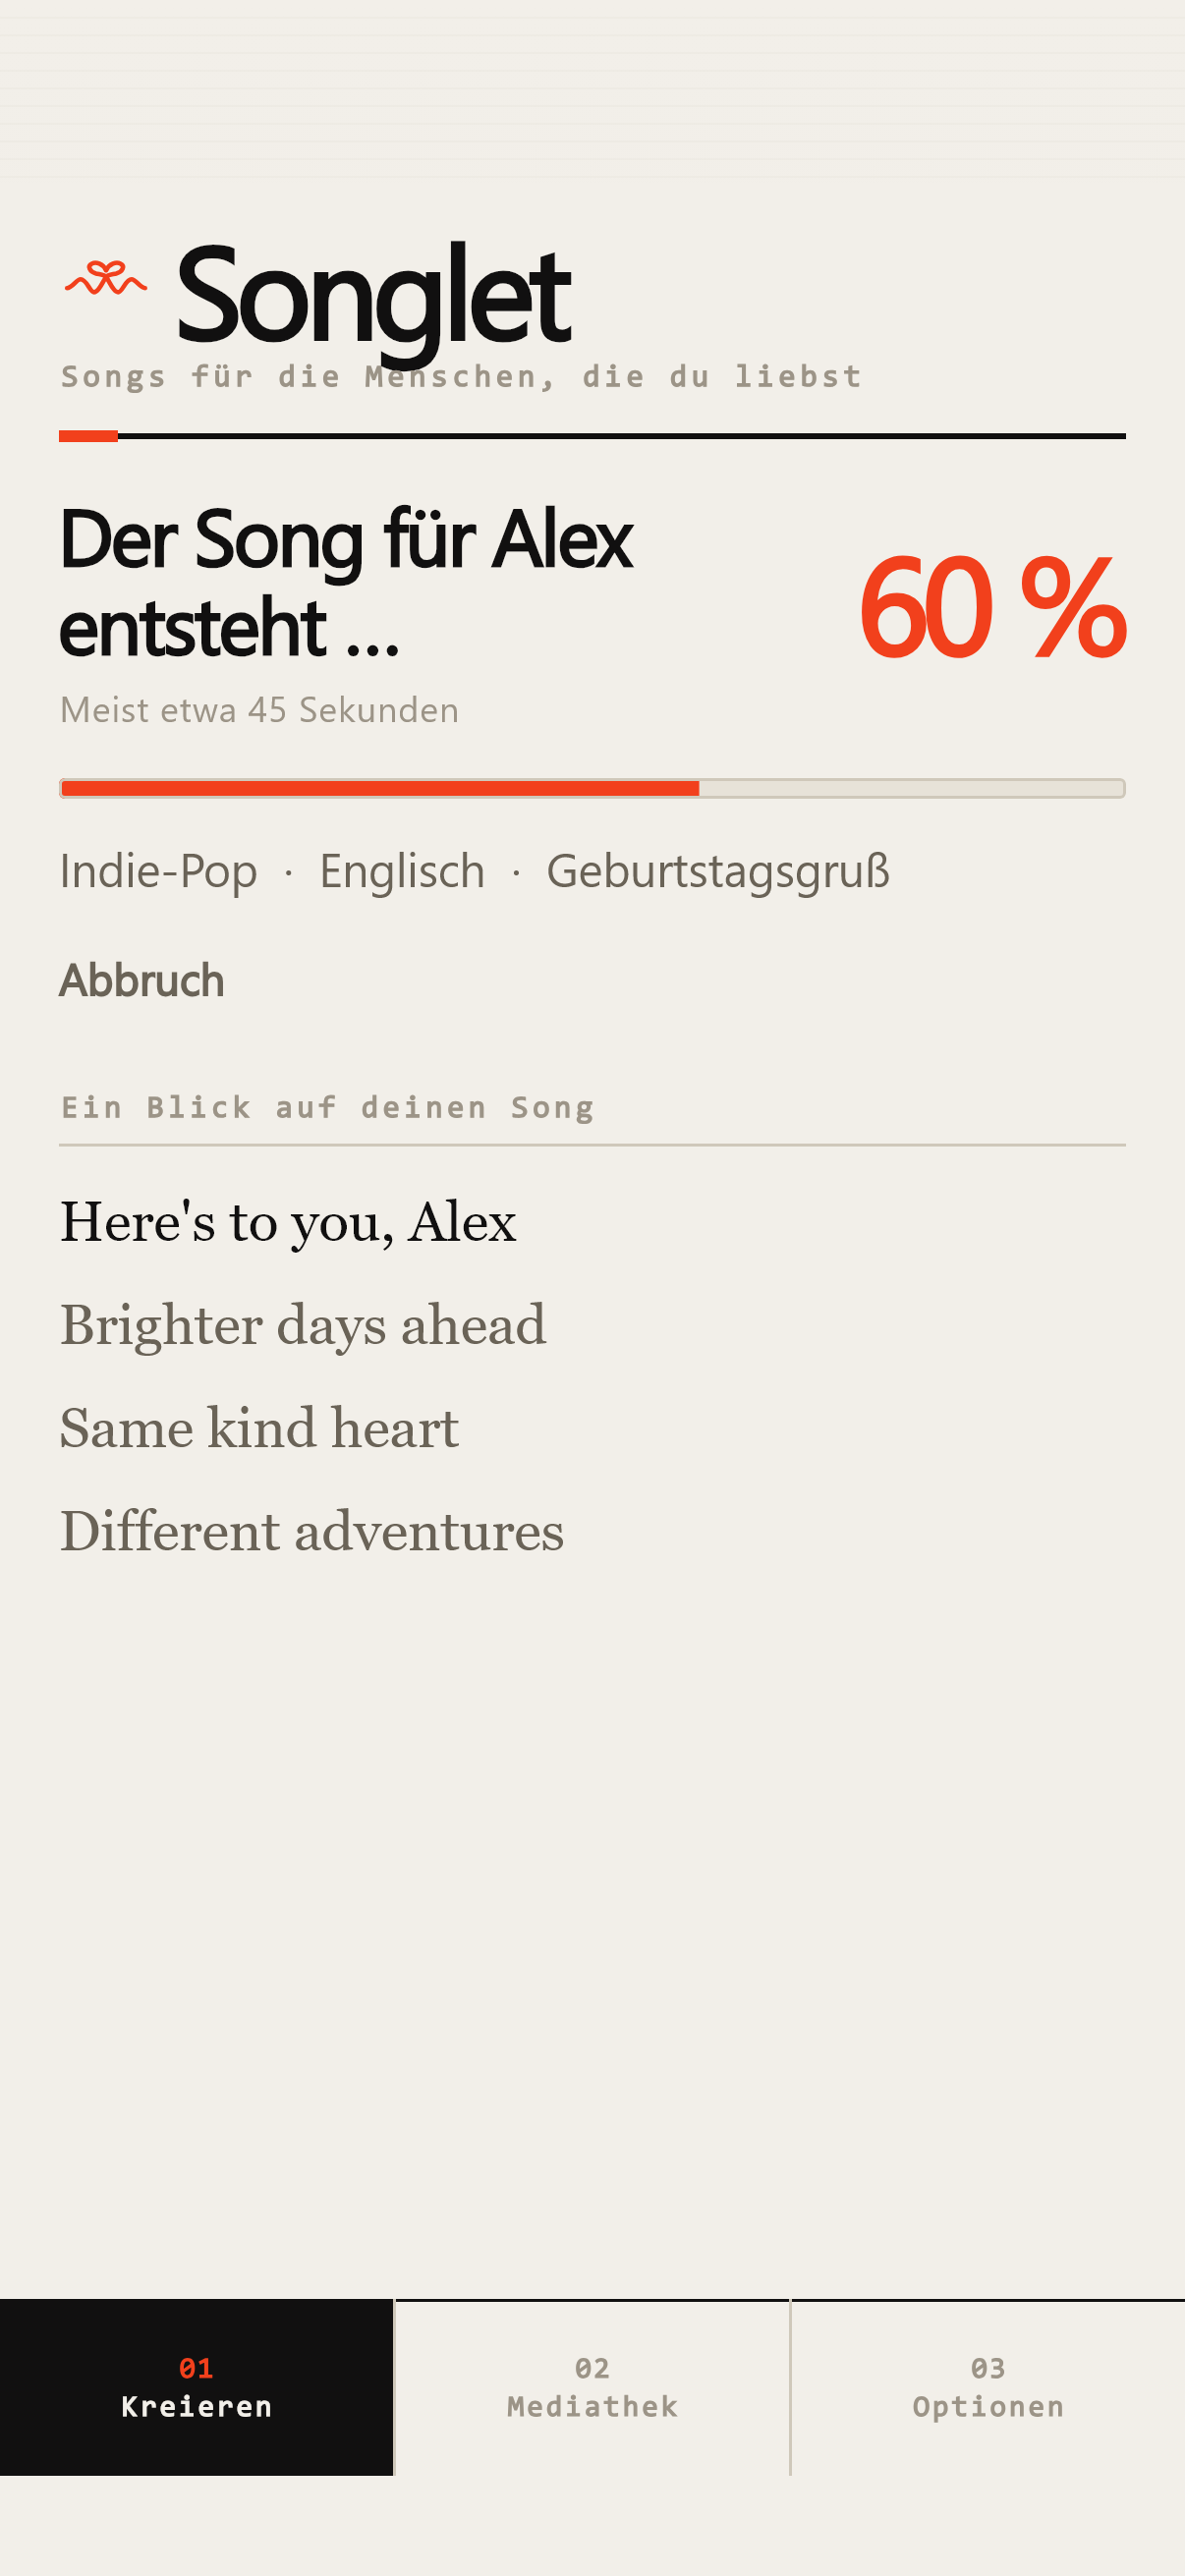 Songlet
Songs für die Menschen, die du liebst
Der Song für Alex
entsteht ...
60 %
Meist etwa 45 Sekunden
Indie-Pop · Englisch · Geburtstagsgruß
Abbruch
Ein Blick auf deinen Song
Here's to you, Alex
Brighter days ahead
Same kind heart
Different adventures
01
Kreieren
02
Mediathek
03
Optionen